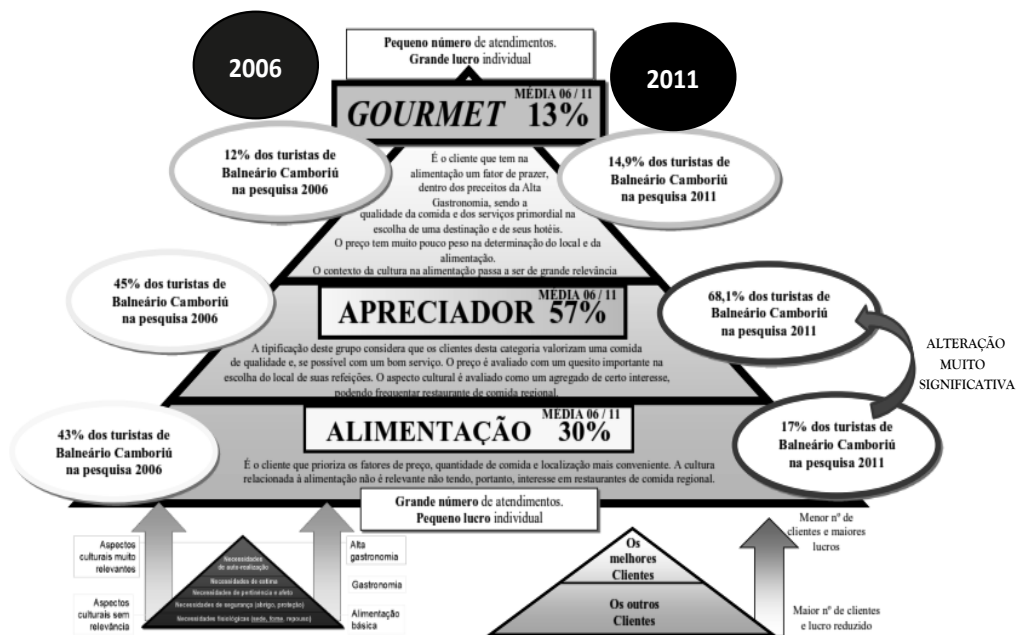 Pequeno número de atendimentos.
Grande lucro individual
2006
2011
MÉDIA 06 / 11
GOURMET 13%
12% dos turistas de
Balneário Camboriú
na pesquisa 2006
14,9% dos turistas de
Balneário Camboriú
na pesquisa 2011
É o cliente que tem na
alimentação um fator de prazer,
dentro dos preceitos da Alta
Gastronomia, sendo a
qualidade da comida e dos serviços primordial na
escolha de uma destinação e de seus hotéis.
O preço tem muito pouco peso na determinação do local e da
alimentação.
O contexto da cultura na alimentação passa a ser de grande relevância
45% dos turistas de
Balneário Camboriú
na pesquisa 2006
MÉDIA 06 / 11
APRECIADOR 57%
68,1% dos turistas de
Balneário Camboriú
na pesquisa 2011
A tipificação deste grupo considera que os clientes desta categoria valorizam uma comida
de qualidade e, se possível com um bom serviço. O preço é avaliado com um quesito importante na
escolha do local de suas refeições. O aspecto cultural é avaliado como um agregado de certo interesse,
podendo frequentar restaurante de comida regional.
ALTERAÇÃO
MUITO
SIGNIFICATIVA
43% dos turistas de
Balneário Camboriú
na pesquisa 2006
MÉDIA 06 / 11
ALIMENTAÇÃO 30%
17% dos turistas de
Balneário Camboriú
na pesquisa 2011
É o cliente que prioriza os fatores de preço, quantidade de comida e localização mais conveniente. A cultura
relacionada à alimentação não é relevante não tendo, portanto, interesse em restaurantes de comida regional.
Grande número de atendimentos.
Pequeno lucro individual
Aspectos
culturais muito
relevantes
Aspectos
culturais sem
relevância
Necessidades
de auto-realização
Necessidades de estima
Necessidades de pertinência e afeto
Necessidades de segurança (abrigo, proteção)
Necessidades fisiológicas (sede, fome, repouso)
Alta
gastronomia
Gastronomia
Alimentação
básica
Os
melhores
Clientes
Os outros
Clientes
Menor nº de
clientes e maiores
lucros
Maior nº de clientes
e lucro reduzido